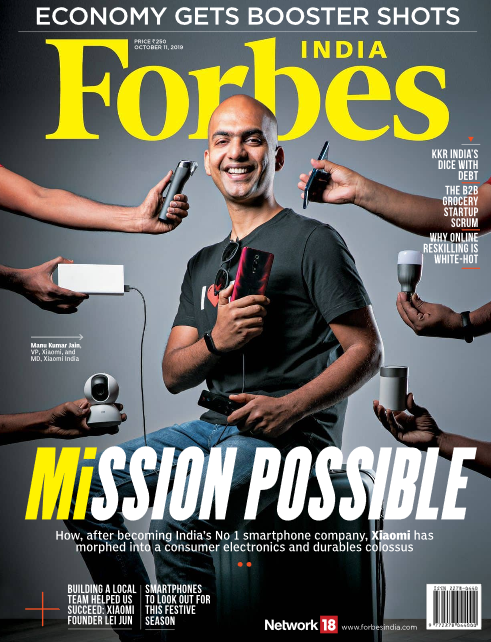 ECONOMY GETS BOOSTER SHOTS
PRICE ₹250
OCTOBER 11, 2019
INDIA
Forbes
KKR INDIA'S
DICE WITH
DEBT
THE B2B
GROCERY
STARTUP
SCRUM
WHY ONLINE
RESKILLING IS
WHITE-HOT
I
Manu Kumar Jain,
VP, Xiaomi, and
MD, Xiaomi India
MiSSION POSSIBLE
How, after becoming India's No 1 smartphone company, Xiaomi has
morphed into a consumer electronics and durables colossus
BUILDING A LOCAL
TEAM HELPED US
SUCCEED: XIAOMI
FOUNDER LEI JUN
SMARTPHONES
TO LOOK OUT FOR
THIS FESTIVE
SEASON
Network 18
www.forbesindia.com